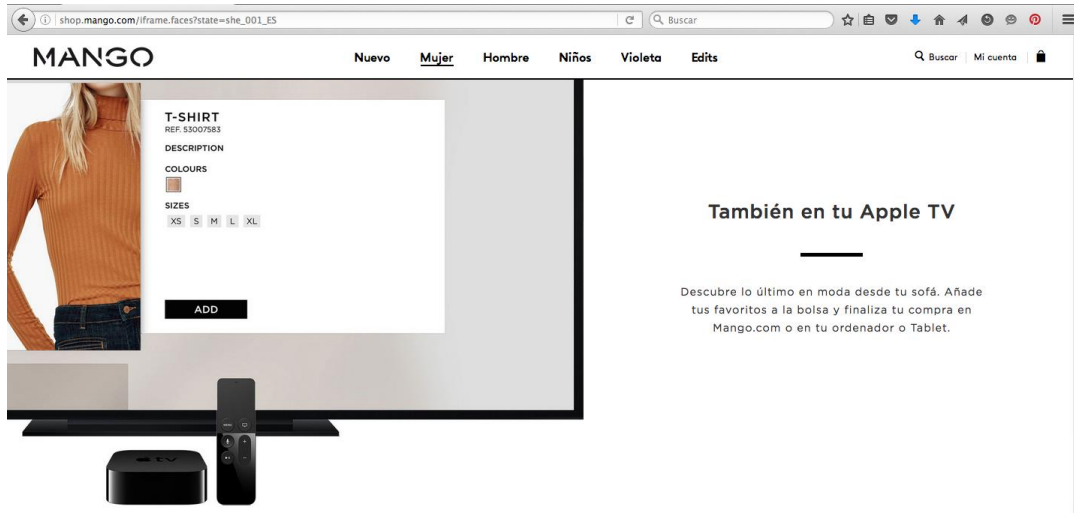 shop.mango.com/iframe.faces?state=she_001_ES
Buscar
MANGO
Nuevo Mujer Hombre Niños Violeta Edits
Buscar Mi cuenta
T-SHIRT
REF. 53007583
DESCRIPTION
COLOURS
SIZES
XS S M L XL
ADD
También en tu Apple TV
Descubre lo último en moda desde tu sofá. Añade
tus favoritos a la bolsa y finaliza tu compra en
Mango.com o en tu ordenador o Tablet.
MENU
tv